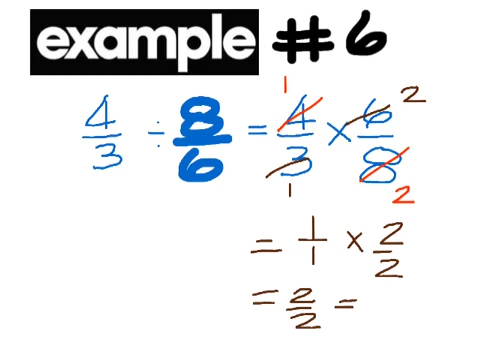 example #6
4/3 ÷ 8/6 = 4/3 × 6/8
1 2
1 2
= 1/1 × 2/2
= 2/2 =